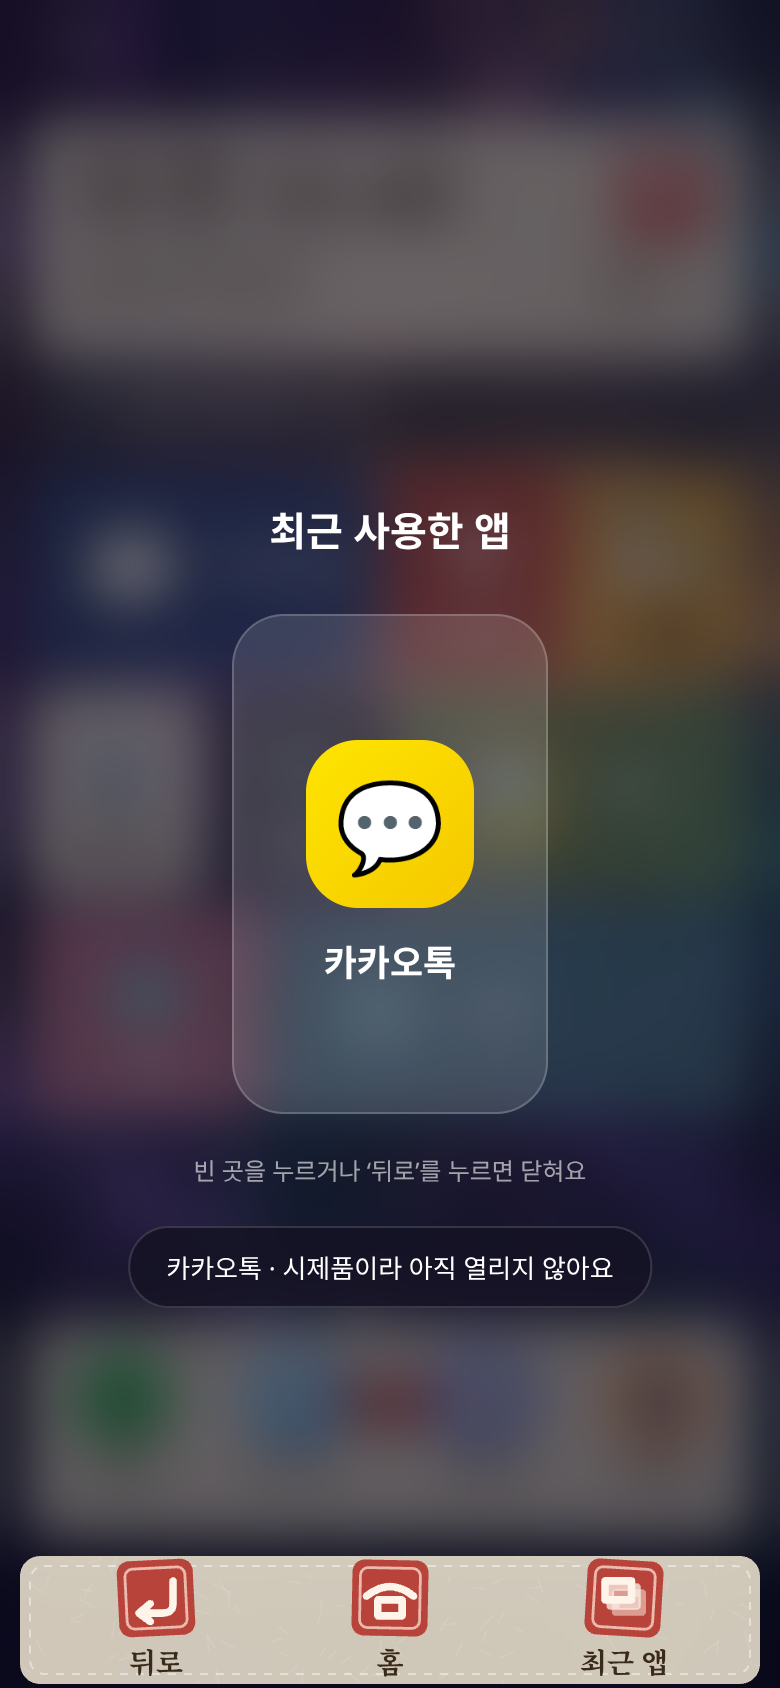 최근 사용한 앱
카카오톡
빈 곳을 누르거나 ‘뒤로’를 누르면 닫혀요
카카오톡 · 시제품이라 아직 열리지 않아요
뒤로
홈
최근 앱